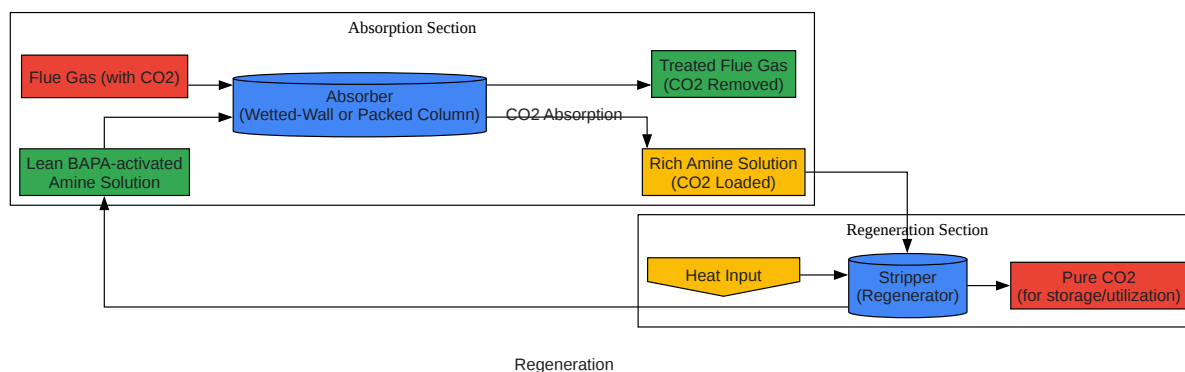 Absorption Section
Flue Gas (with CO2)
Absorber
(Wetted-Wall or Packed Column)
Treated Flue Gas
(CO2 Removed)
CO2 Absorption
Lean BAPA-activated
Amine Solution
Rich Amine Solution
(CO2 Loaded)
Regeneration Section
Heat Input
Stripper
(Regenerator)
Pure CO2
(for storage/utilization)
Regeneration